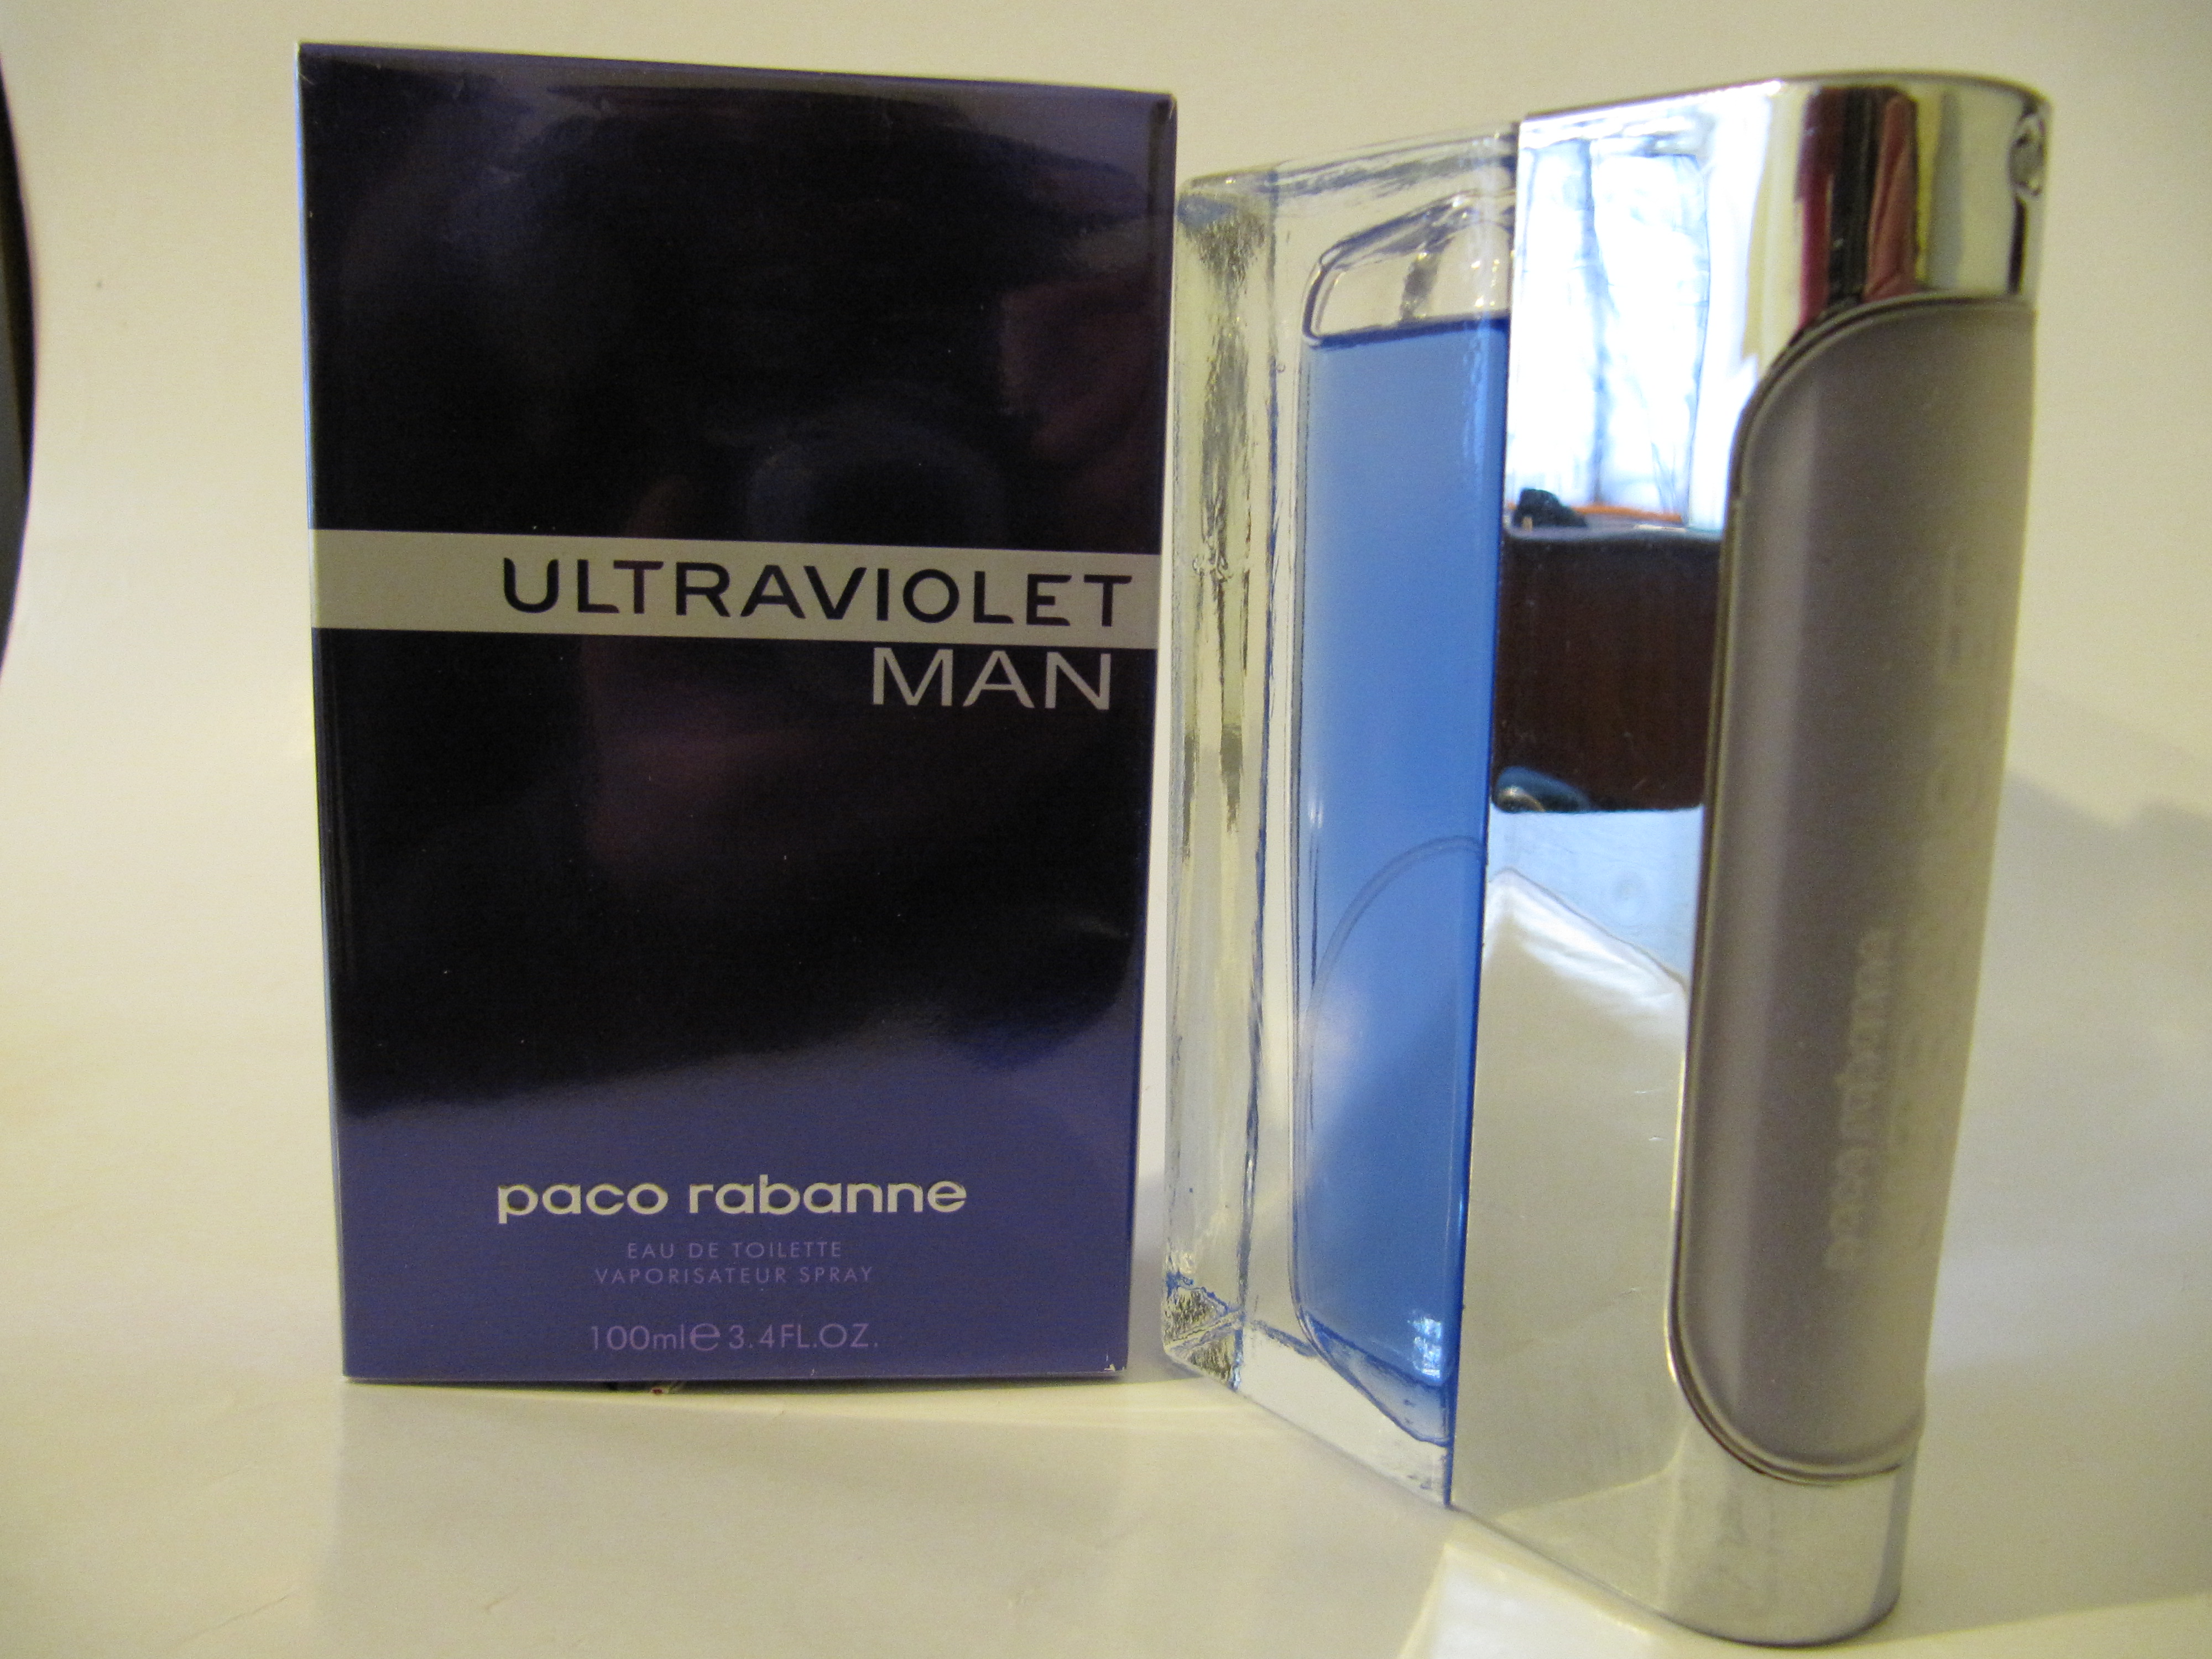 ULTRAVIOLET
MAN
paco rabanne
EAU DE TOILETTE
VAPORISATEUR SPRAY
100ml℮3.4FL.OZ.
paco rabanne